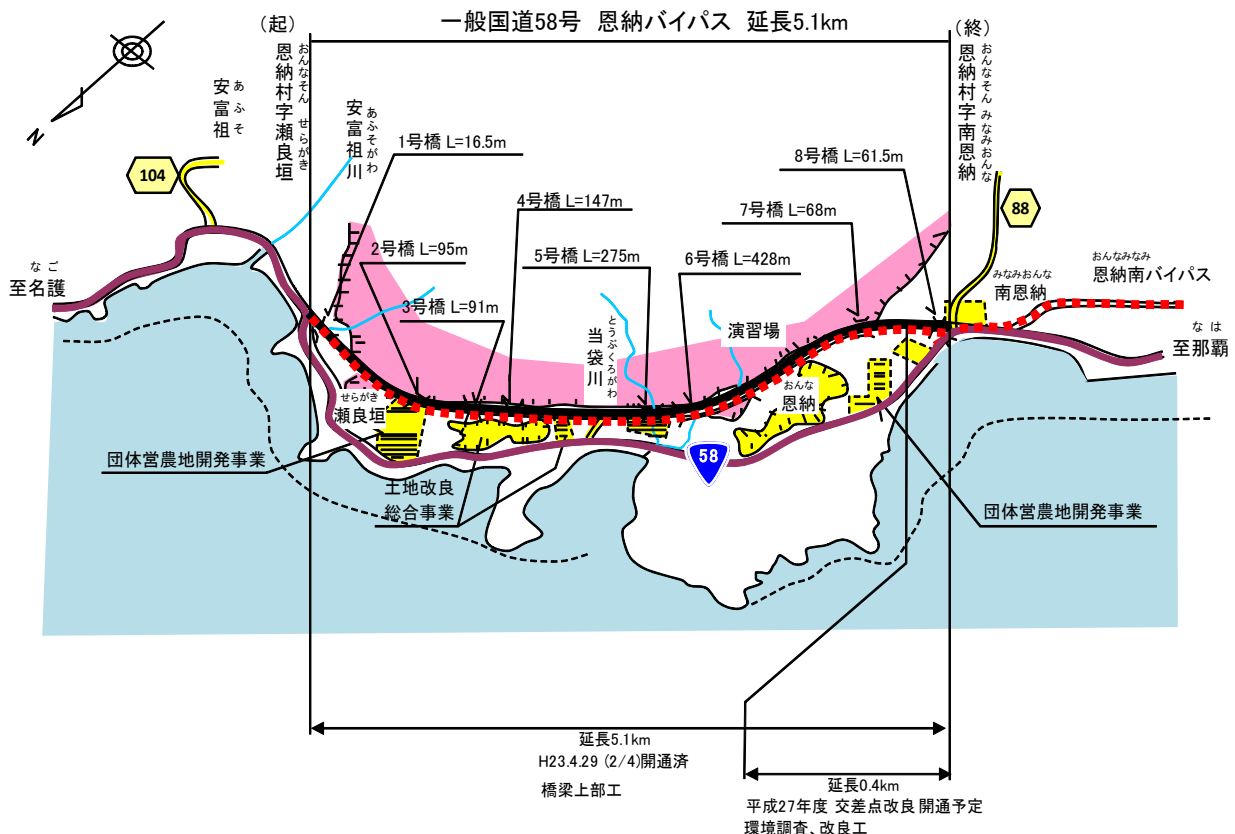 一般国道58号 恩納バイパス 延長5.1km
(起)
(終)
おんなそん せらがき
恩納村字瀬良垣
おんなそん みなみおんな
恩納村字南恩納
あふそ
安富祖
あふそがわ
安富祖川
N
104
88
1号橋 L=16.5m
8号橋 L=61.5m
4号橋 L=147m
7号橋 L=68m
2号橋 L=95m
5号橋 L=275m
6号橋 L=428m
3号橋 L=91m
なご
至名護
みなみおんな
南恩納
おんなみなみ
恩納南バイパス
なは
至那覇
とうぶくろがわ
当袋川
演習場
せらがき
瀬良垣
おんな
恩納
58
団体営農地開発事業
土地改良
総合事業
団体営農地開発事業
延長5.1km
H23.4.29 (2/4)開通済
橋梁上部工
延長0.4km
平成27年度 交差点改良 開通予定
環境調査、改良工